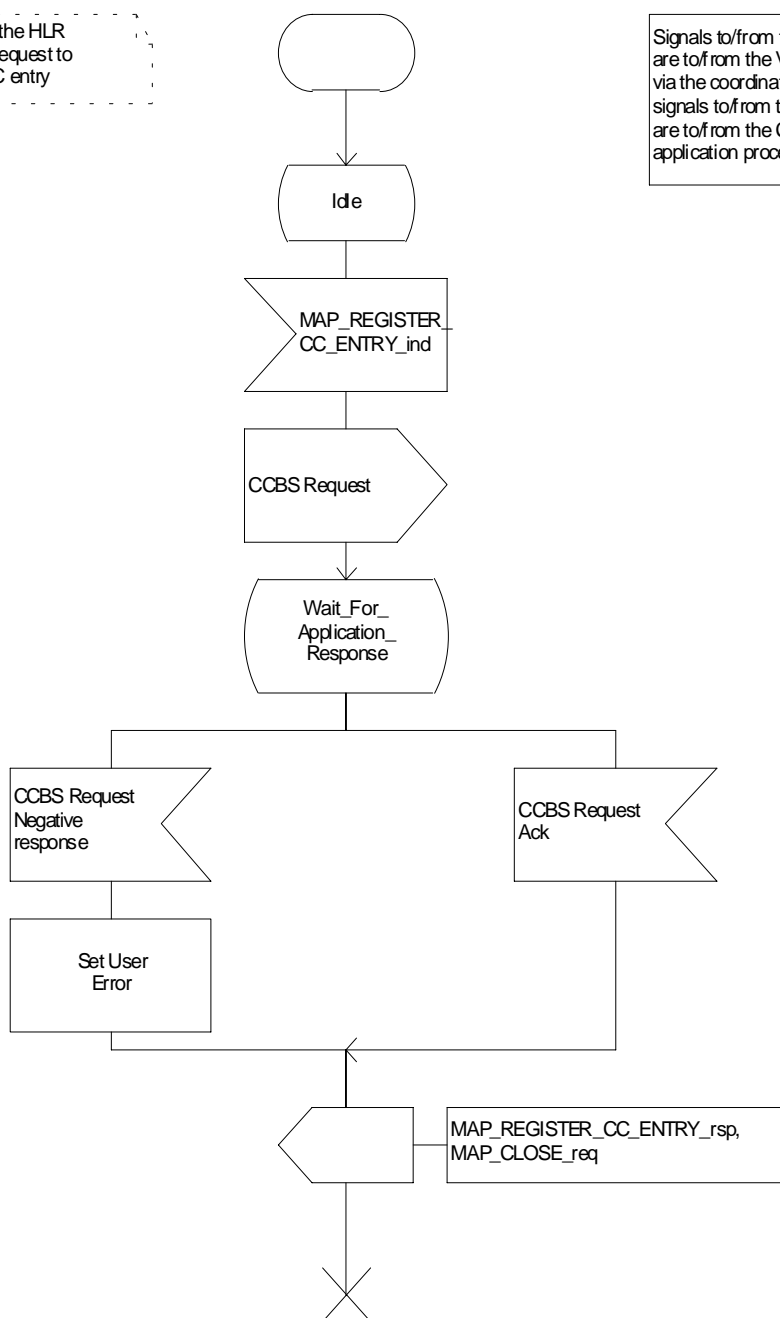 the HLR
equest to
entry
Signals to/from
are to/from the
via the coordina
signals to/from
are to/from the
application proc
Idle
MAP_REGISTER_
CC_ENTRY_ind
CCBS Request
Wait_For_
Application_
Response
CCBS Request
Negative
response
CCBS Request
Ack
Set User
Error
MAP_REGISTER_CC_ENTRY_rsp,
MAP_CLOSE_req